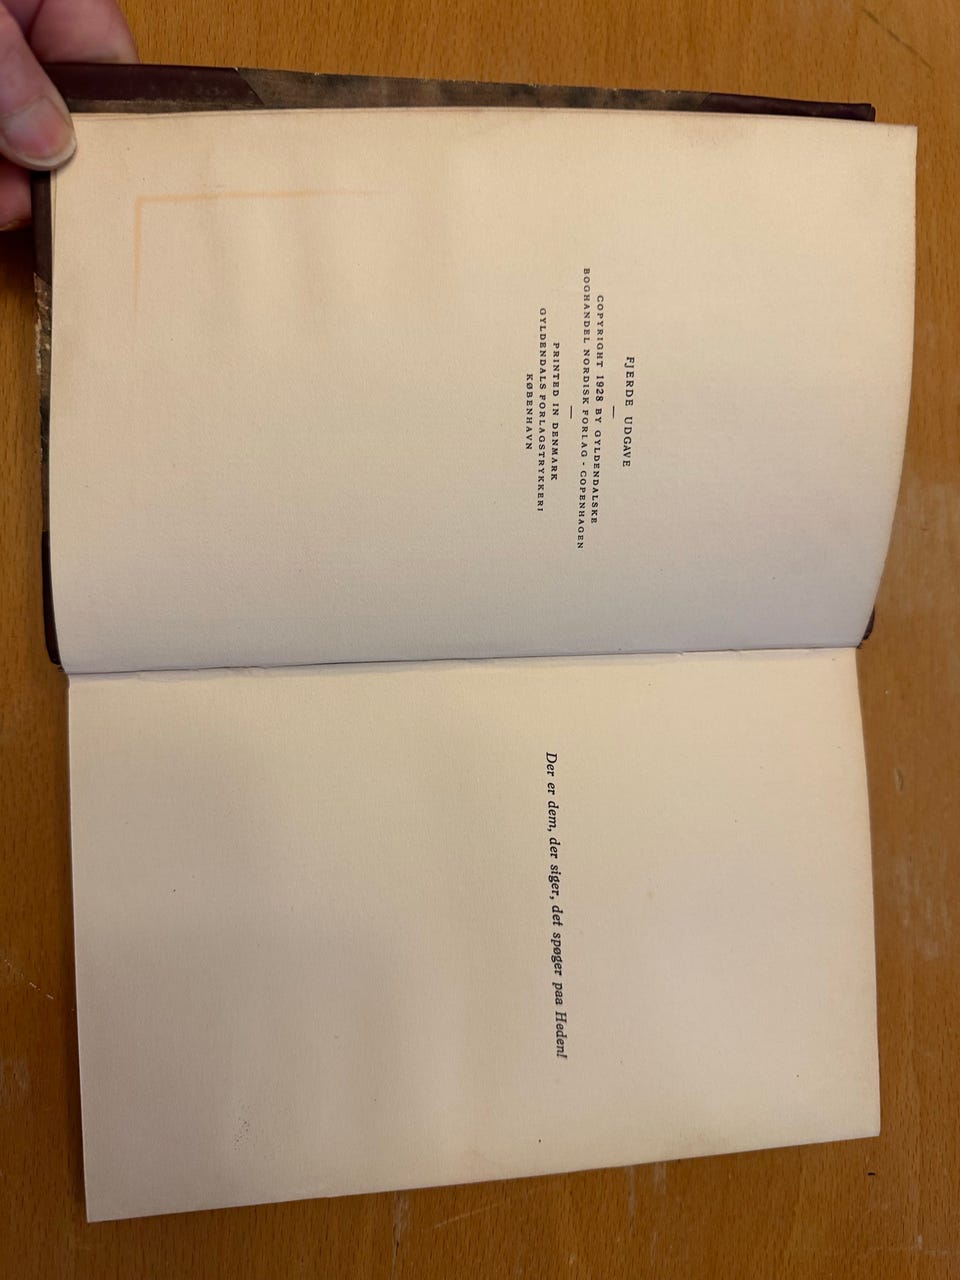 FJERDE UDGAVE
COPYRIGHT 1928 BY GYLDENDALSKE
BOGHANDEL NORDISK FORLAG - COPENHAGEN
PRINTED IN DENMARK
GYLDENDALS FORLAGSTRYKKERI
KØBENHAVN
Der er dem, der siger, det spøger paa Heden!